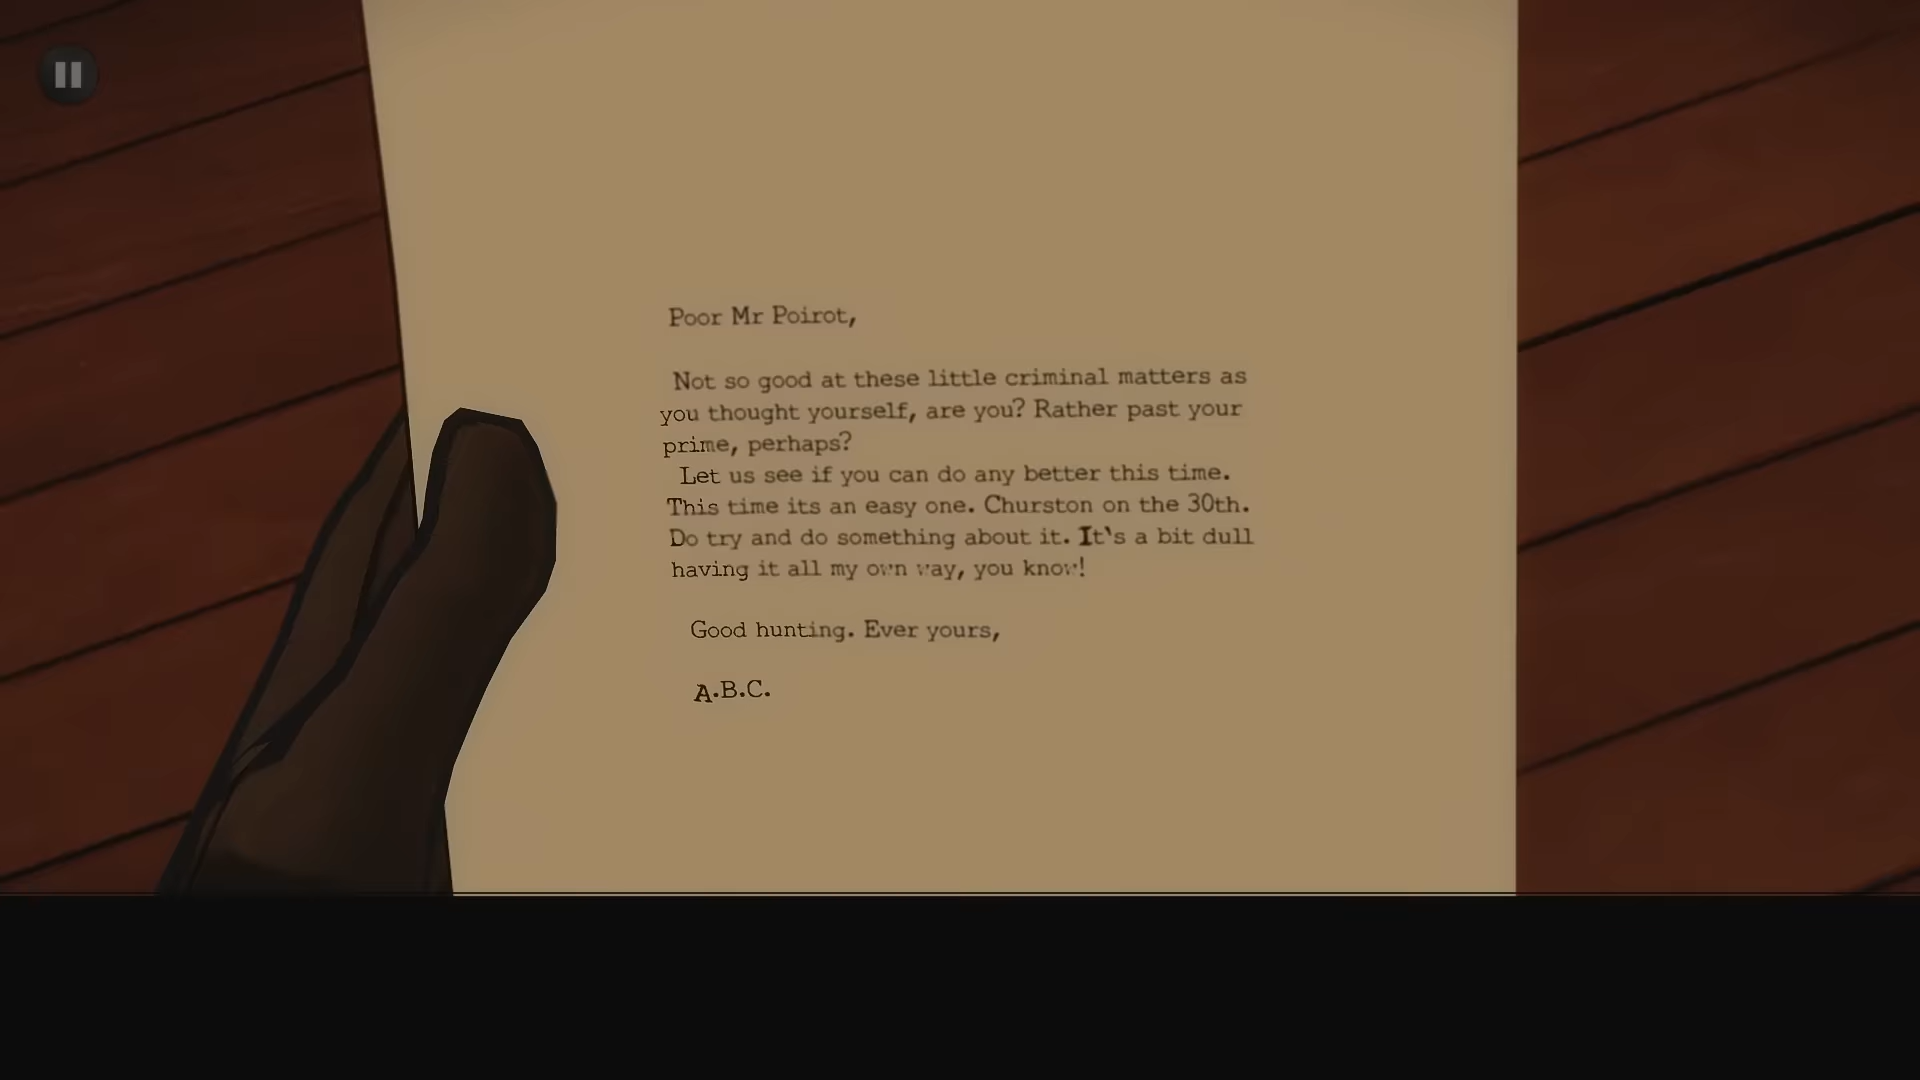 Poor Mr Poirot,
Not so good at these little criminal matters as
you thought yourself, are you? Rather past your
prime, perhaps?
Let us see if you can do any better this time.
This time its an easy one. Churston on the 30th.
Do try and do something about it. It's a bit dull
having it all my own way, you know!
Good hunting. Ever yours,
A.B.C.